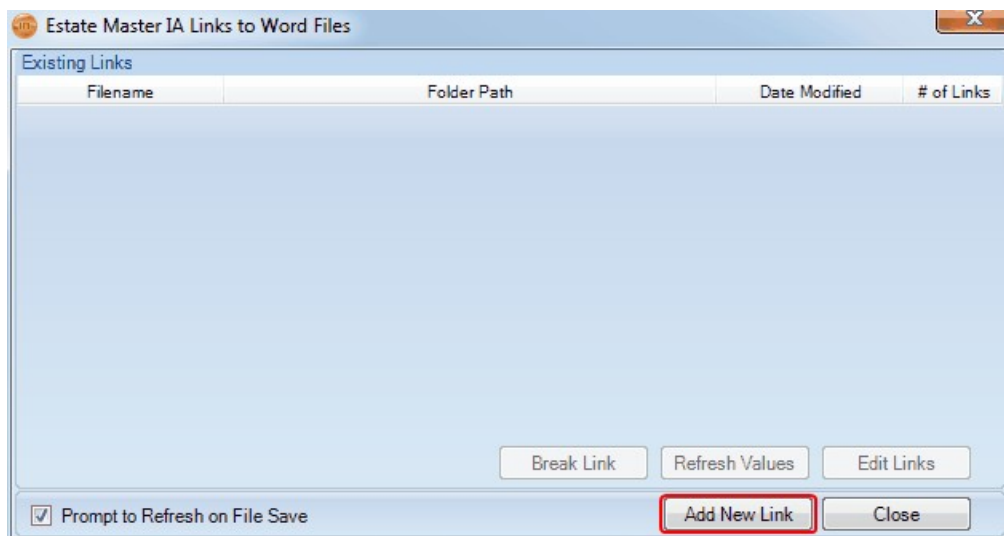 Estate Master IA Links to Word Files
Existing Links
Filename Folder Path Date Modified # of Links
Break Link Refresh Values Edit Links
Prompt to Refresh on File Save Add New Link Close